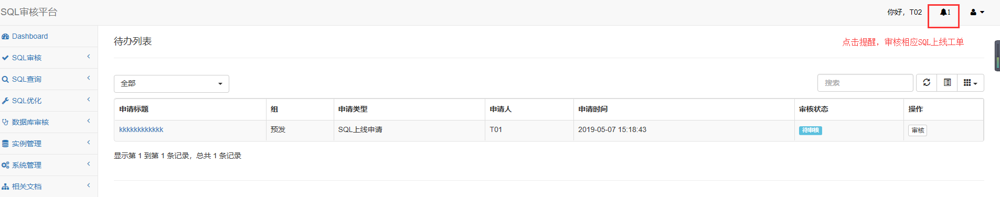 SQL审核平台
你好，T02
1
Dashboard
SQL审核
SQL查询
SQL优化
数据库审核
实例管理
系统管理
相关文档
待办列表
点击提醒，审核相应SQL上线工单
全部
搜索
申请标题 组 申请类型 申请人 申请时间 审核状态 操作
kkkkkkkkkkkk 预发 SQL上线申请 T01 2019-05-07 15:18:43 待审核 审核
显示第 1 到第 1 条记录，总共 1 条记录